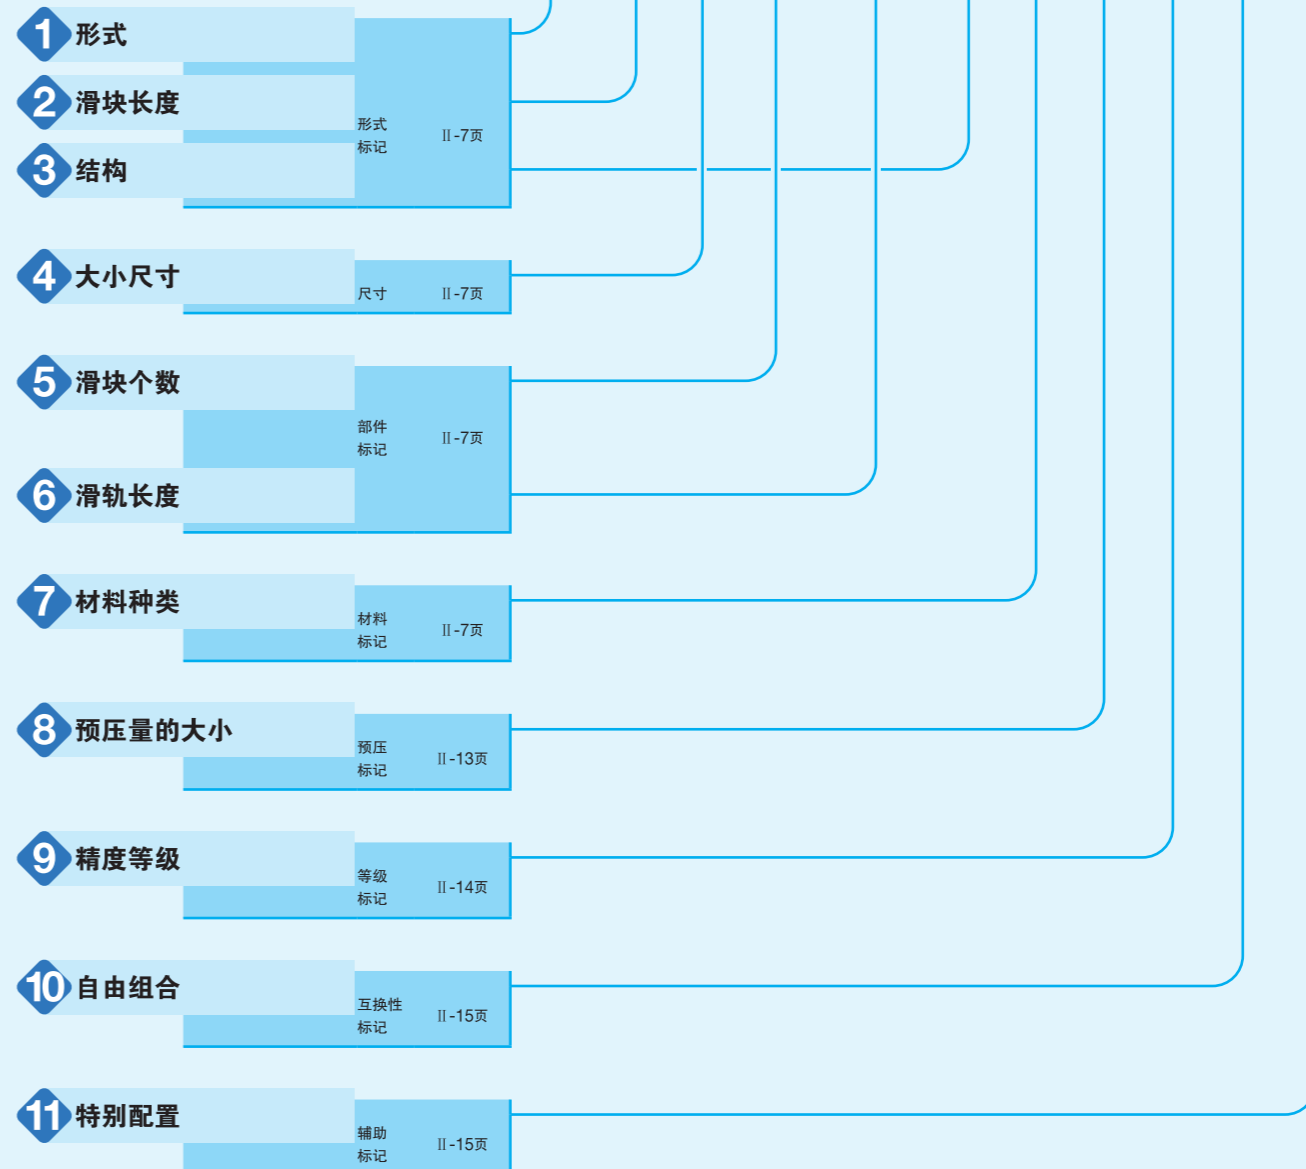 1 形式
2 滑块长度
形式
标记
Ⅱ-7页
3 结构
4 大小尺寸
尺寸 Ⅱ-7页
5 滑块个数
部件
标记
Ⅱ-7页
6 滑轨长度
7 材料种类
材料
标记
Ⅱ-7页
8 预压量的大小
预压
标记
Ⅱ-13页
9 精度等级
等级
标记
Ⅱ-14页
10 自由组合
互换性
标记
Ⅱ-15页
11 特别配置
辅助
标记
Ⅱ-15页